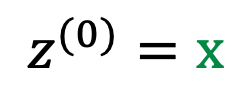 z⁽⁰⁾ = x